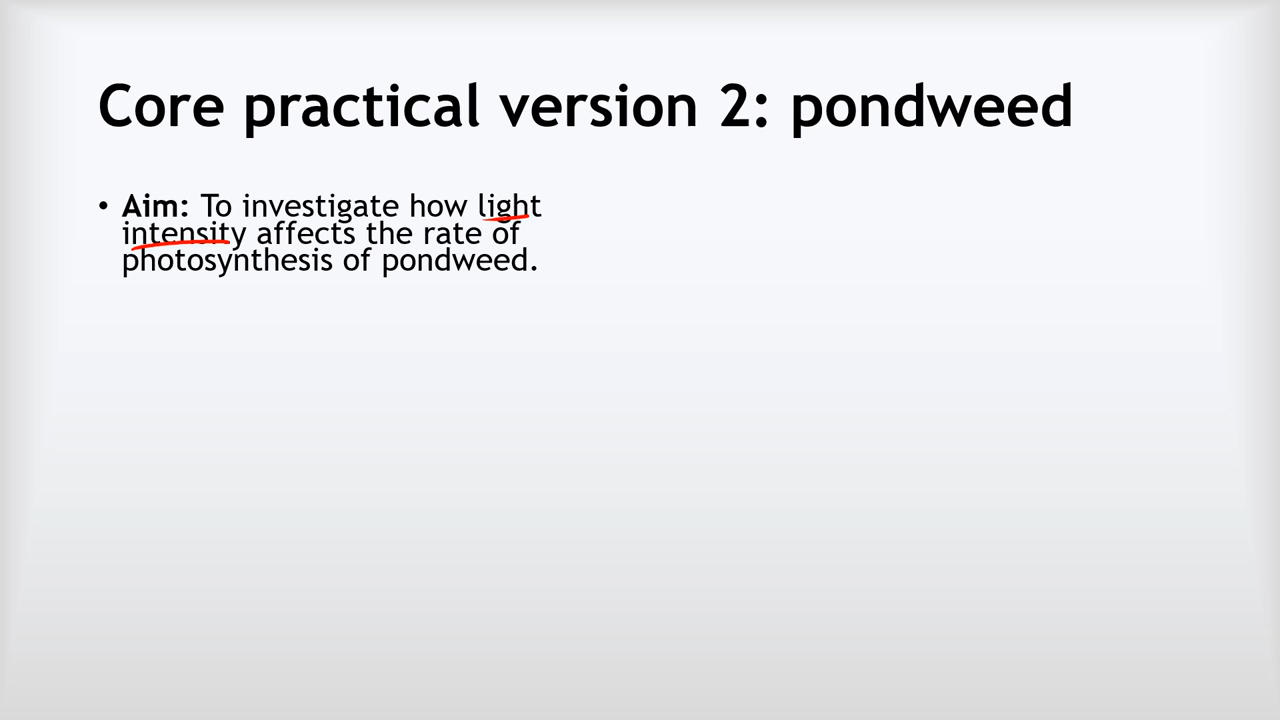 Core practical version 2: pondweed
• Aim: To investigate how light
intensity affects the rate of
photosynthesis of pondweed.